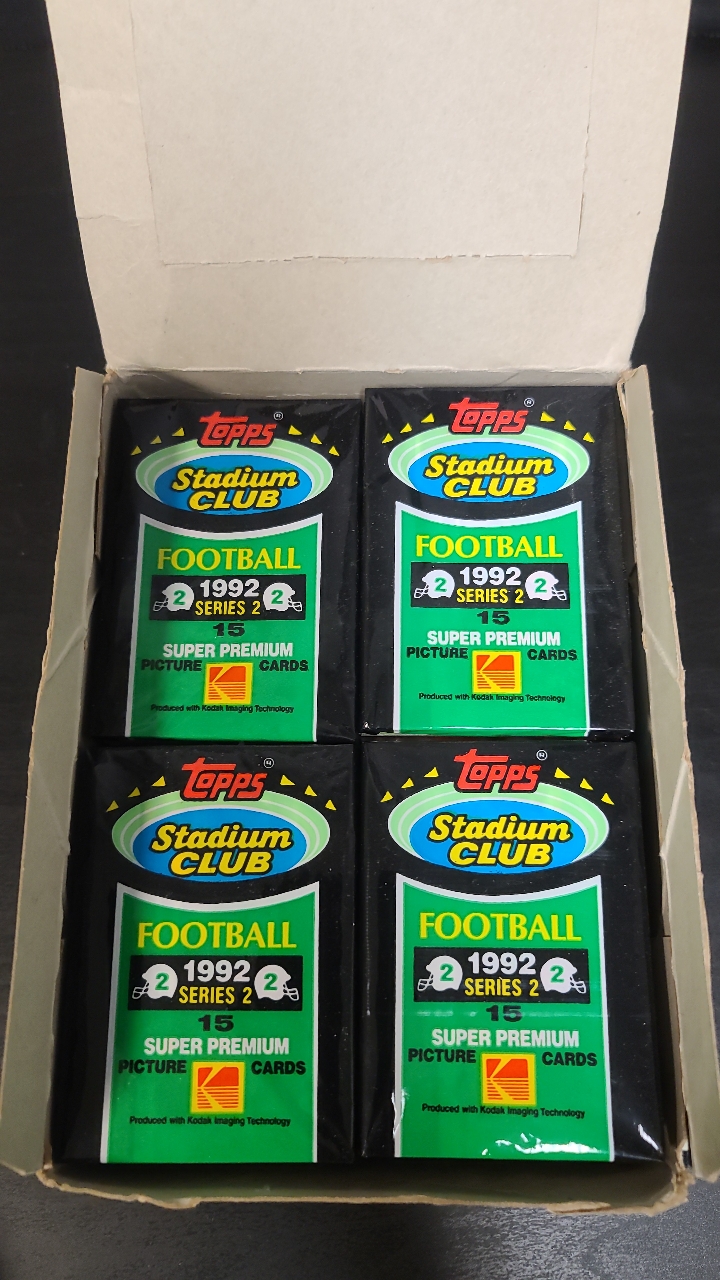 Topps®
Stadium
CLUB
FOOTBALL
2 1992 2
SERIES 2
15
SUPER PREMIUM
PICTURE CARDS
Produced with Kodak Imaging Technology
Topps®
Stadium
CLUB
FOOTBALL
2 1992 2
SERIES 2
15
SUPER PREMIUM
PICTURE CARDS
Produced with Kodak Imaging Technology
Topps®
Stadium
CLUB
FOOTBALL
2 1992 2
SERIES 2
15
SUPER PREMIUM
PICTURE CARDS
Produced with Kodak Imaging Technology
Topps®
Stadium
CLUB
FOOTBALL
2 1992 2
SERIES 2
15
SUPER PREMIUM
PICTURE CARDS
Produced with Kodak Imaging Technology